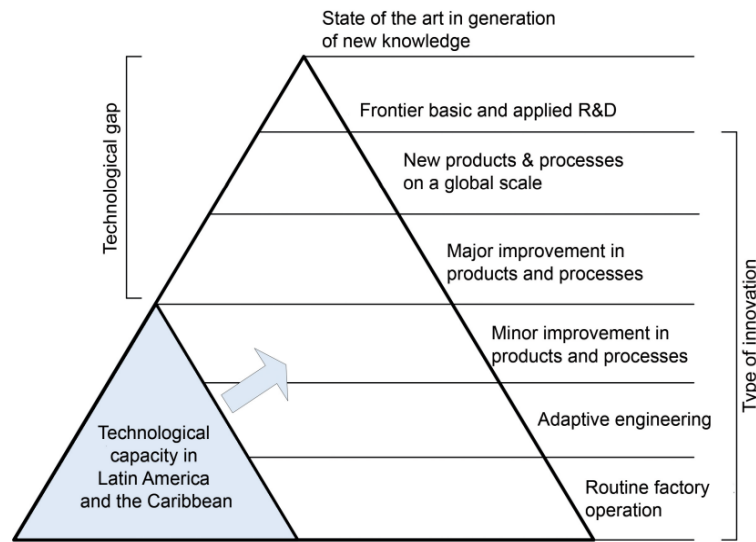 State of the art in generation
of new knowledge
Technological gap
Frontier basic and applied R&D
New products & processes
on a global scale
Major improvement in
products and processes
Minor improvement in
products and processes
Type of innovation
Adaptive engineering
Technological
capacity in
Latin America
and the Caribbean
Routine factory
operation